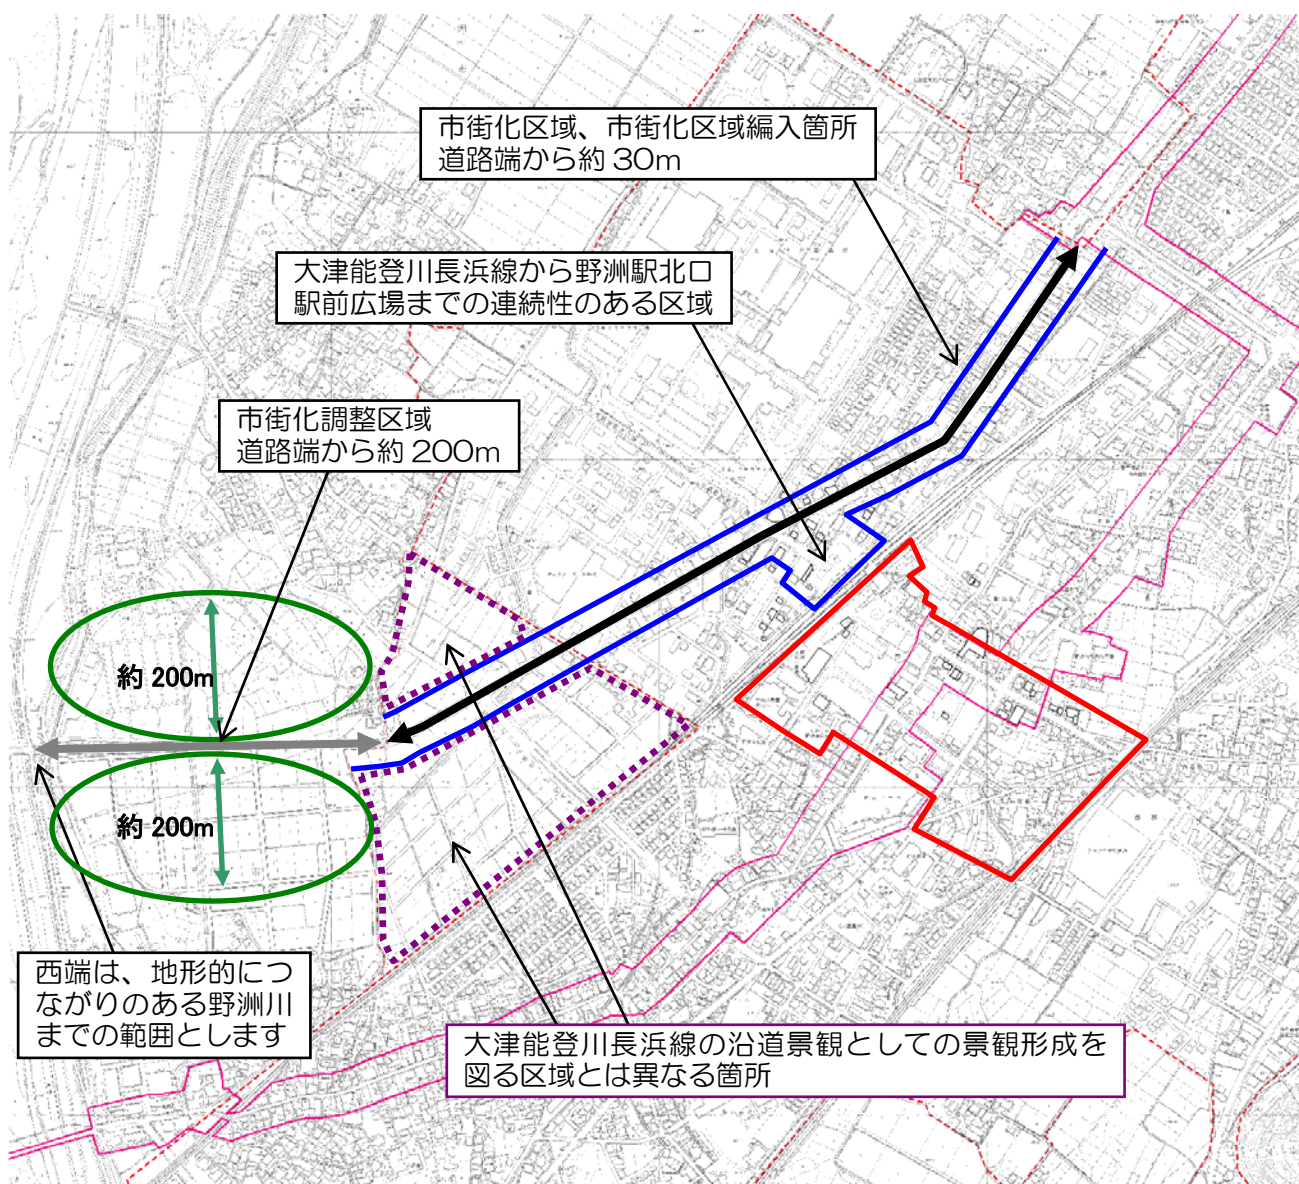 市街化区域、市街化区域編入箇所
道路端から約 30m
大津能登川長浜線から野洲駅北口
駅前広場までの連続性のある区域
市街化調整区域
道路端から約 200m
約 200m
約 200m
西端は、地形的につ
ながりのある野洲川
までの範囲とします
大津能登川長浜線の沿道景観としての景観形成を
図る区域とは異なる箇所